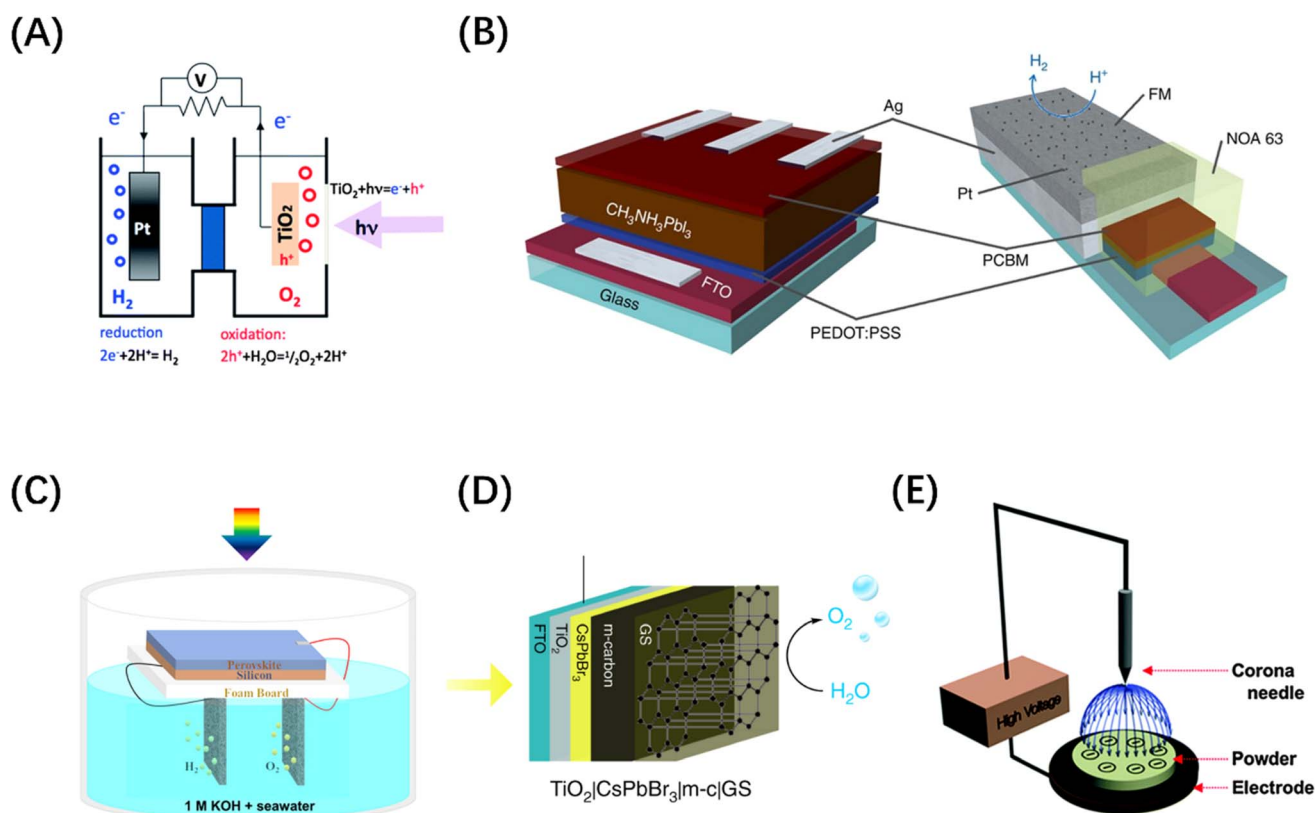 (A)
V
e-
e-
Pt
TiO2
h+
TiO2+hν=e-+h+
hν
H2
O2
reduction
2e-+2H+= H2
oxidation:
2h++H2O=1/2O2+2H+
(B)
Ag
CH3NH3PbI3
FTO
Glass
H2
H+
FM
NOA 63
Pt
PCBM
PEDOT:PSS
(C)
Perovskite
Silicon
Foam Board
H2
O2
1 M KOH + seawater
(D)
FTO
TiO2
CsPbBr3
m-carbon
GS
O2
H2O
TiO2|CsPbBr3|m-c|GS
(E)
High Voltage
Corona
needle
Powder
Electrode